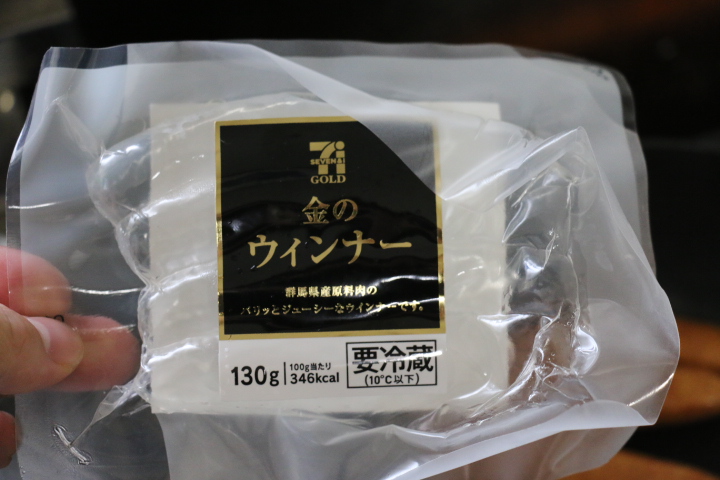 SEVEN&i
GOLD
金の
ウィンナー
群馬県産原料肉の
パリッとジューシーなウインナーです。
130g
100g当たり
346kcal
要冷蔵
(10℃以下)